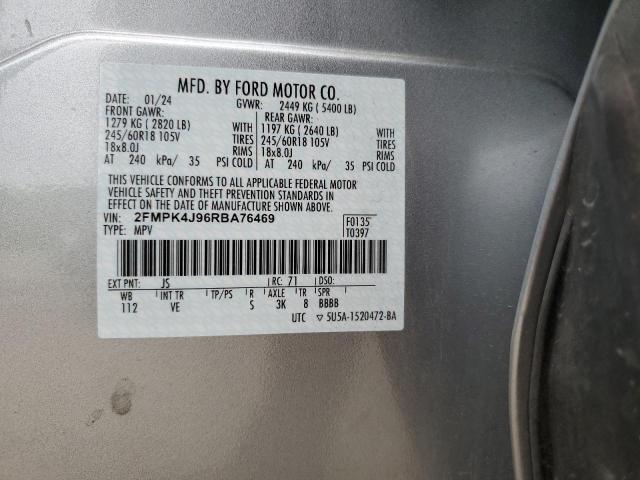 MFD. BY FORD MOTOR CO.
DATE: 01/24 GVWR: 2449 KG ( 5400 LB)
FRONT GAWR: REAR GAWR:
1279 KG ( 2820 LB) WITH 1197 KG ( 2640 LB) WITH
245/60R18 105V TIRES 245/60R18 105V TIRES
18x8.0J RIMS 18x8.0J RIMS
AT 240 kPa/ 35 PSI COLD AT 240 kPa/ 35 PSI COLD
THIS VEHICLE CONFORMS TO ALL APPLICABLE FEDERAL MOTOR
VEHICLE SAFETY AND THEFT PREVENTION STANDARDS IN
EFFECT ON THE DATE OF MANUFACTURE SHOWN ABOVE.
VIN: 2FMPK4J96RBA76469 F0135
TYPE: MPV T0397
EXT PNT: JS RC: 71 DSO:
WB INT TR TP/PS R AXLE TR SPR
112 VE S 3K 8 BBBB
UTC ▽ 5U5A-1520472-BA